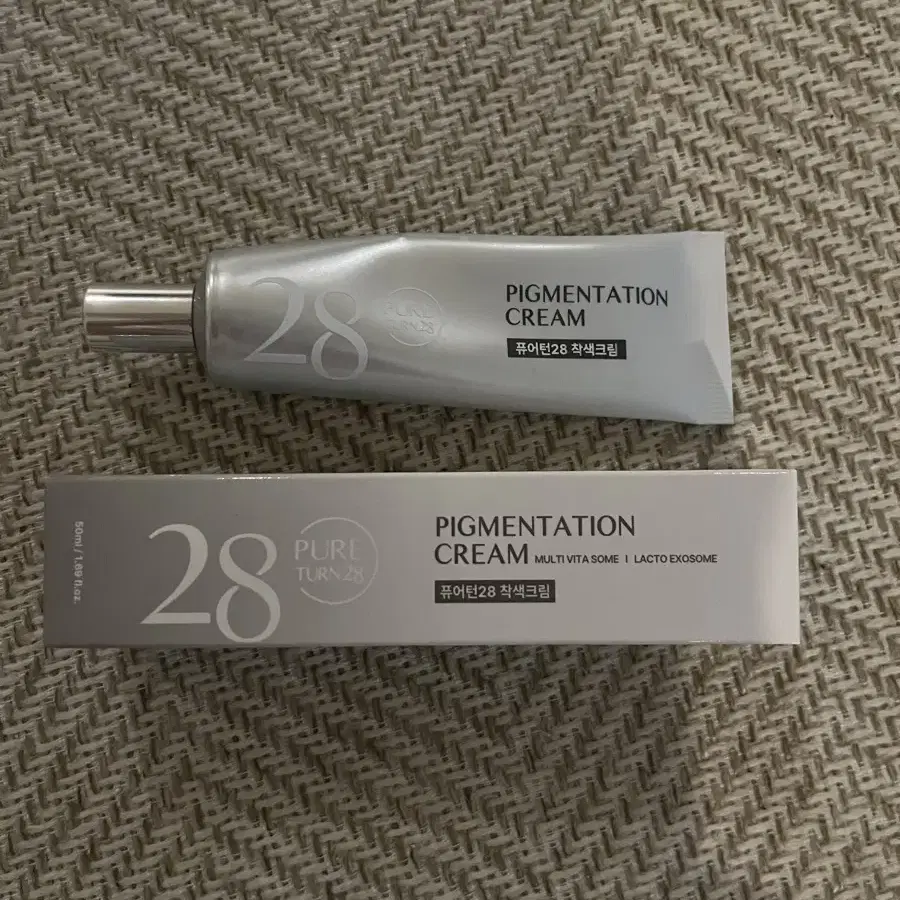 28
PURE
TURN28
PIGMENTATION
CREAM
퓨어턴28 착색크림
50ml / 1.69 fl.oz.
28
PURE
TURN28
PIGMENTATION
CREAM MULTI VITA SOME I LACTO EXOSOME
퓨어턴28 착색크림